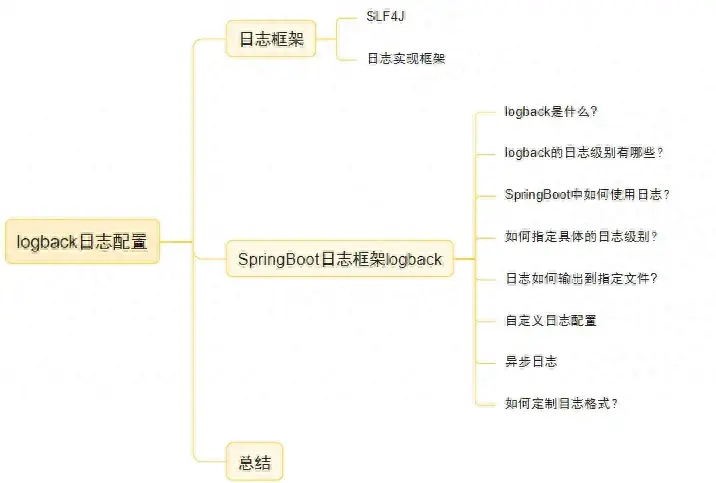 日志框架
SLF4J
日志实现框架
logback日志配置
SpringBoot日志框架logback
logback是什么?
logback的日志级别有哪些?
SpringBoot中如何使用日志?
如何指定具体的日志级别?
日志如何输出到指定文件?
自定义日志配置
异步日志
如何定制日志格式?
总结